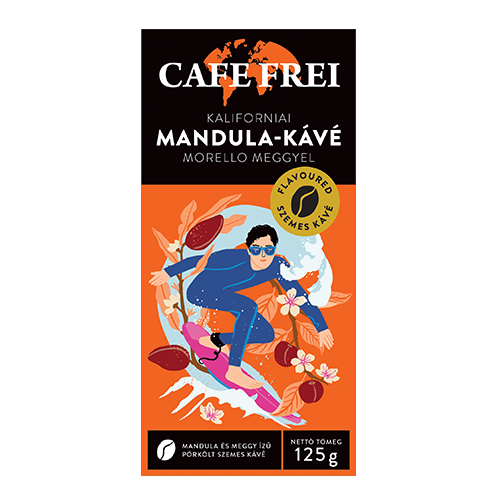 CAFE FREI
KALIFORNIAI
MANDULA-KÁVÉ
MORELLO MEGGYEL
FLAVOURED
SZEMES KÁVÉ
MANDULA ÉS MEGGY ÍZŰ
PÖRKÖLT SZEMES KÁVÉ
NETTÓ TÖMEG
125g